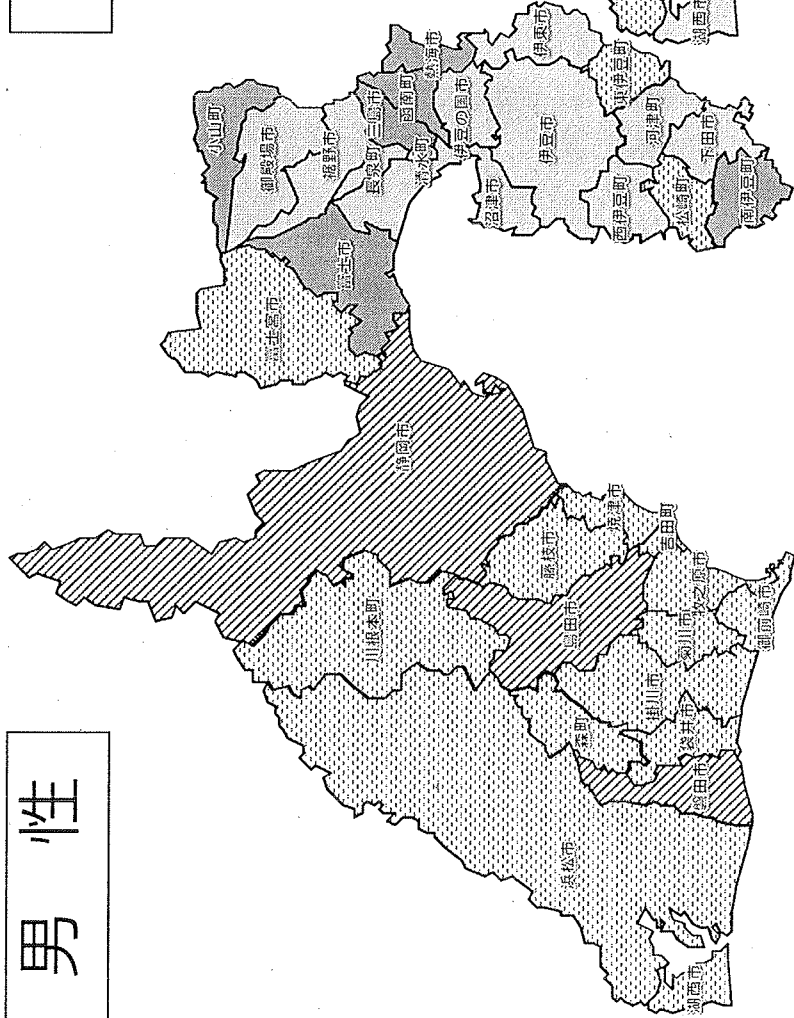 男性
小山町
御殿場市
裾野市
長泉町
三島市
函南町
熱海市
清水町
伊豆の国市
伊東市
沼津市
伊豆市
東伊豆町
西伊豆町
河津町
松崎町
下田市
南伊豆町
富士宮市
富士市
静岡市
川根本町
藤枝市
焼津市
島田市
吉田町
牧之原市
菊川市
御前崎市
掛川市
森町
袋井市
磐田市
浜松市
湖西市
湖西市